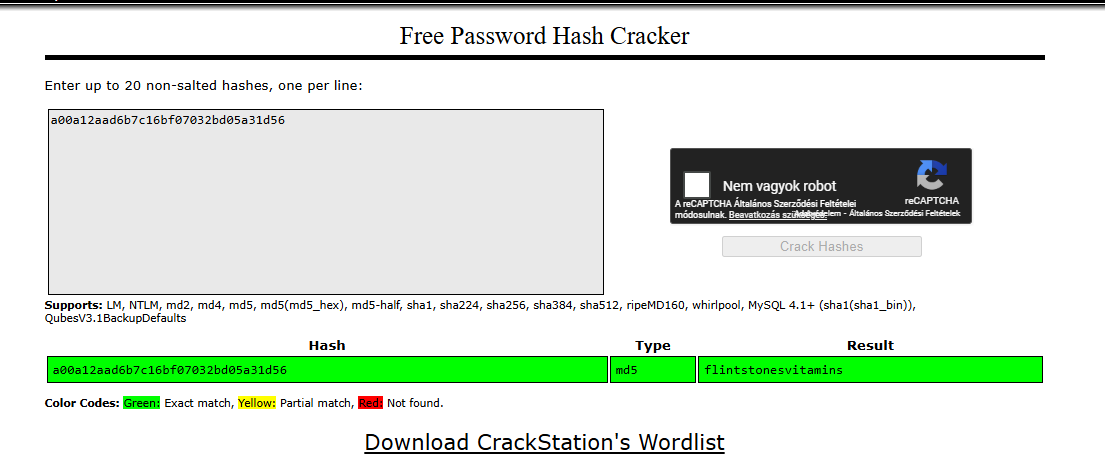 Free Password Hash Cracker
Enter up to 20 non-salted hashes, one per line:
a00a12aad6b7c16bf07032bd05a31d56
Nem vagyok robot
reCAPTCHA
A reCAPTCHA Általános Szerződési Feltételei
módosulnak. Beavatkozás szükséges.
- Általános Szerződési Feltételek
Crack Hashes
Supports: LM, NTLM, md2, md4, md5, md5(md5_hex), md5-half, sha1, sha224, sha256, sha384, sha512, ripeMD160, whirlpool, MySQL 4.1+ (sha1(sha1_bin)),
QubesV3.1BackupDefaults
Hash Type Result
a00a12aad6b7c16bf07032bd05a31d56 md5 flintstonesvitamins
Color Codes: Green: Exact match, Yellow: Partial match, Red: Not found.
Download CrackStation's Wordlist